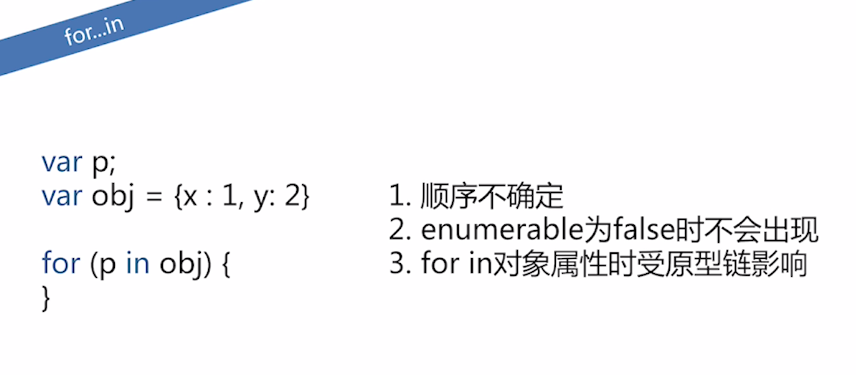 for...in
var p;
var obj = {x : 1, y: 2}
for (p in obj) {
}
1. 顺序不确定
2. enumerable为false时不会出现
3. for in对象属性时受原型链影响